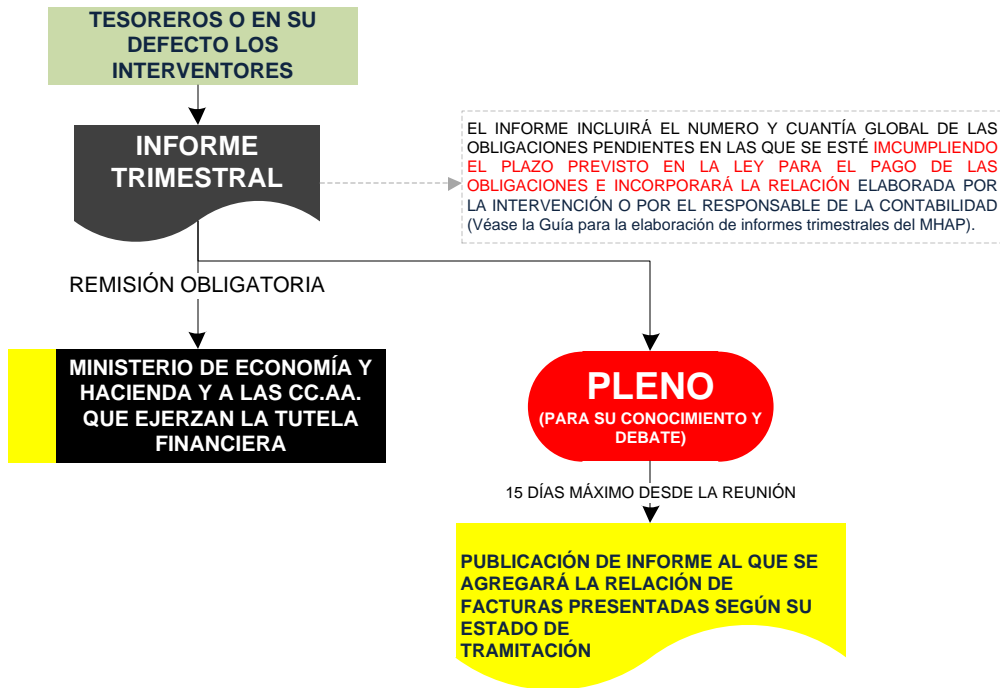 TESOREROS O EN SU
DEFECTO LOS
INTERVENTORES
INFORME
TRIMESTRAL
EL INFORME INCLUIRÁ EL NUMERO Y CUANTÍA GLOBAL DE LAS
OBLIGACIONES PENDIENTES EN LAS QUE SE ESTÉ IMCUMPLIENDO
EL PLAZO PREVISTO EN LA LEY PARA EL PAGO DE LAS
OBLIGACIONES E INCORPORARÁ LA RELACIÓN ELABORADA POR
LA INTERVENCIÓN O POR EL RESPONSABLE DE LA CONTABILIDAD
(Véase la Guía para la elaboración de informes trimestrales del MHAP).
REMISIÓN OBLIGATORIA
MINISTERIO DE ECONOMÍA Y
HACIENDA Y A LAS CC.AA.
QUE EJERZAN LA TUTELA
FINANCIERA
PLENO
(PARA SU CONOCIMIENTO Y
DEBATE)
15 DÍAS MÁXIMO DESDE LA REUNIÓN
PUBLICACIÓN DE INFORME AL QUE SE
AGREGARÁ LA RELACIÓN DE
FACTURAS PRESENTADAS SEGÚN SU
ESTADO DE
TRAMITACIÓN